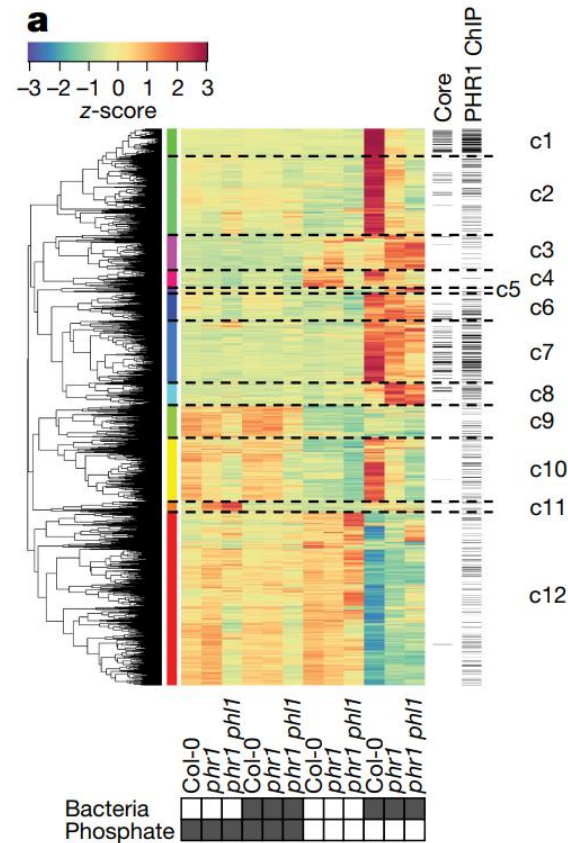 a
–3 –2 –1 0 1 2 3
z-score
Core
PHR1 ChIP
c1
c2
c3
c4
c5
c6
c7
c8
c9
c10
c11
c12
Col-0
phr1
phr1 phl1
Col-0
phr1
phr1 phl1
Col-0
phr1
phr1 phl1
Col-0
phr1
phr1 phl1
Bacteria
Phosphate